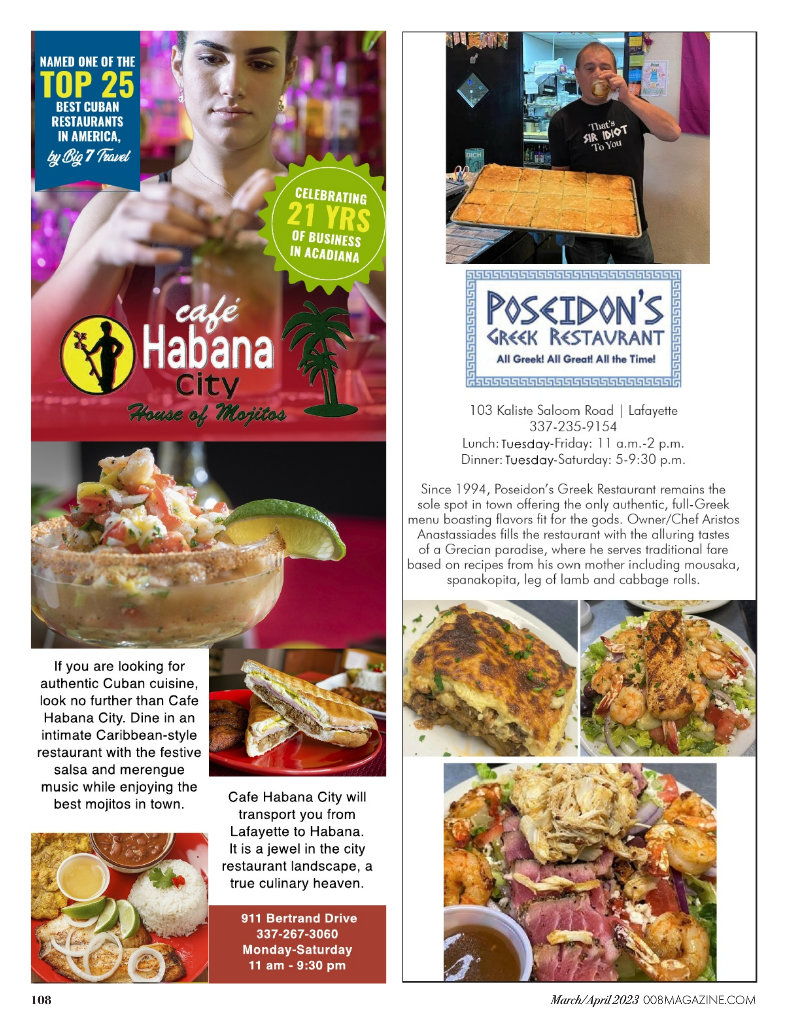 NAMED ONE OF THE
TOP 25
BEST CUBAN
RESTAURANTS
IN AMERICA,
by Big 7 Travel
CELEBRATING
21 YRS
OF BUSINESS
IN ACADIANA
café
Habana
City
House of Mojitos
If you are looking for
authentic Cuban cuisine,
look no further than Cafe
Habana City. Dine in an
intimate Caribbean-style
restaurant with the festive
salsa and merengue
music while enjoying the
best mojitos in town.
Cafe Habana City will
transport you from
Lafayette to Habana.
It is a jewel in the city
restaurant landscape, a
true culinary heaven.
911 Bertrand Drive
337-267-3060
Monday-Saturday
11 am - 9:30 pm
That's
SIR IDIOT
To You
POSEIDON'S
GREEK RESTAURANT
All Greek! All Great! All the Time!
103 Kaliste Saloom Road | Lafayette
337-235-9154
Lunch: Tuesday-Friday: 11 a.m.-2 p.m.
Dinner: Tuesday-Saturday: 5-9:30 p.m.
Since 1994, Poseidon's Greek Restaurant remains the
sole spot in town offering the only authentic, full-Greek
menu boasting flavors fit for the gods. Owner/Chef Aristos
Anastassiades fills the restaurant with the alluring tastes
of a Grecian paradise, where he serves traditional fare
based on recipes from his own mother including mousaka,
spanakopita, leg of lamb and cabbage rolls.
108
March/April 2023 008MAGAZINE.COM